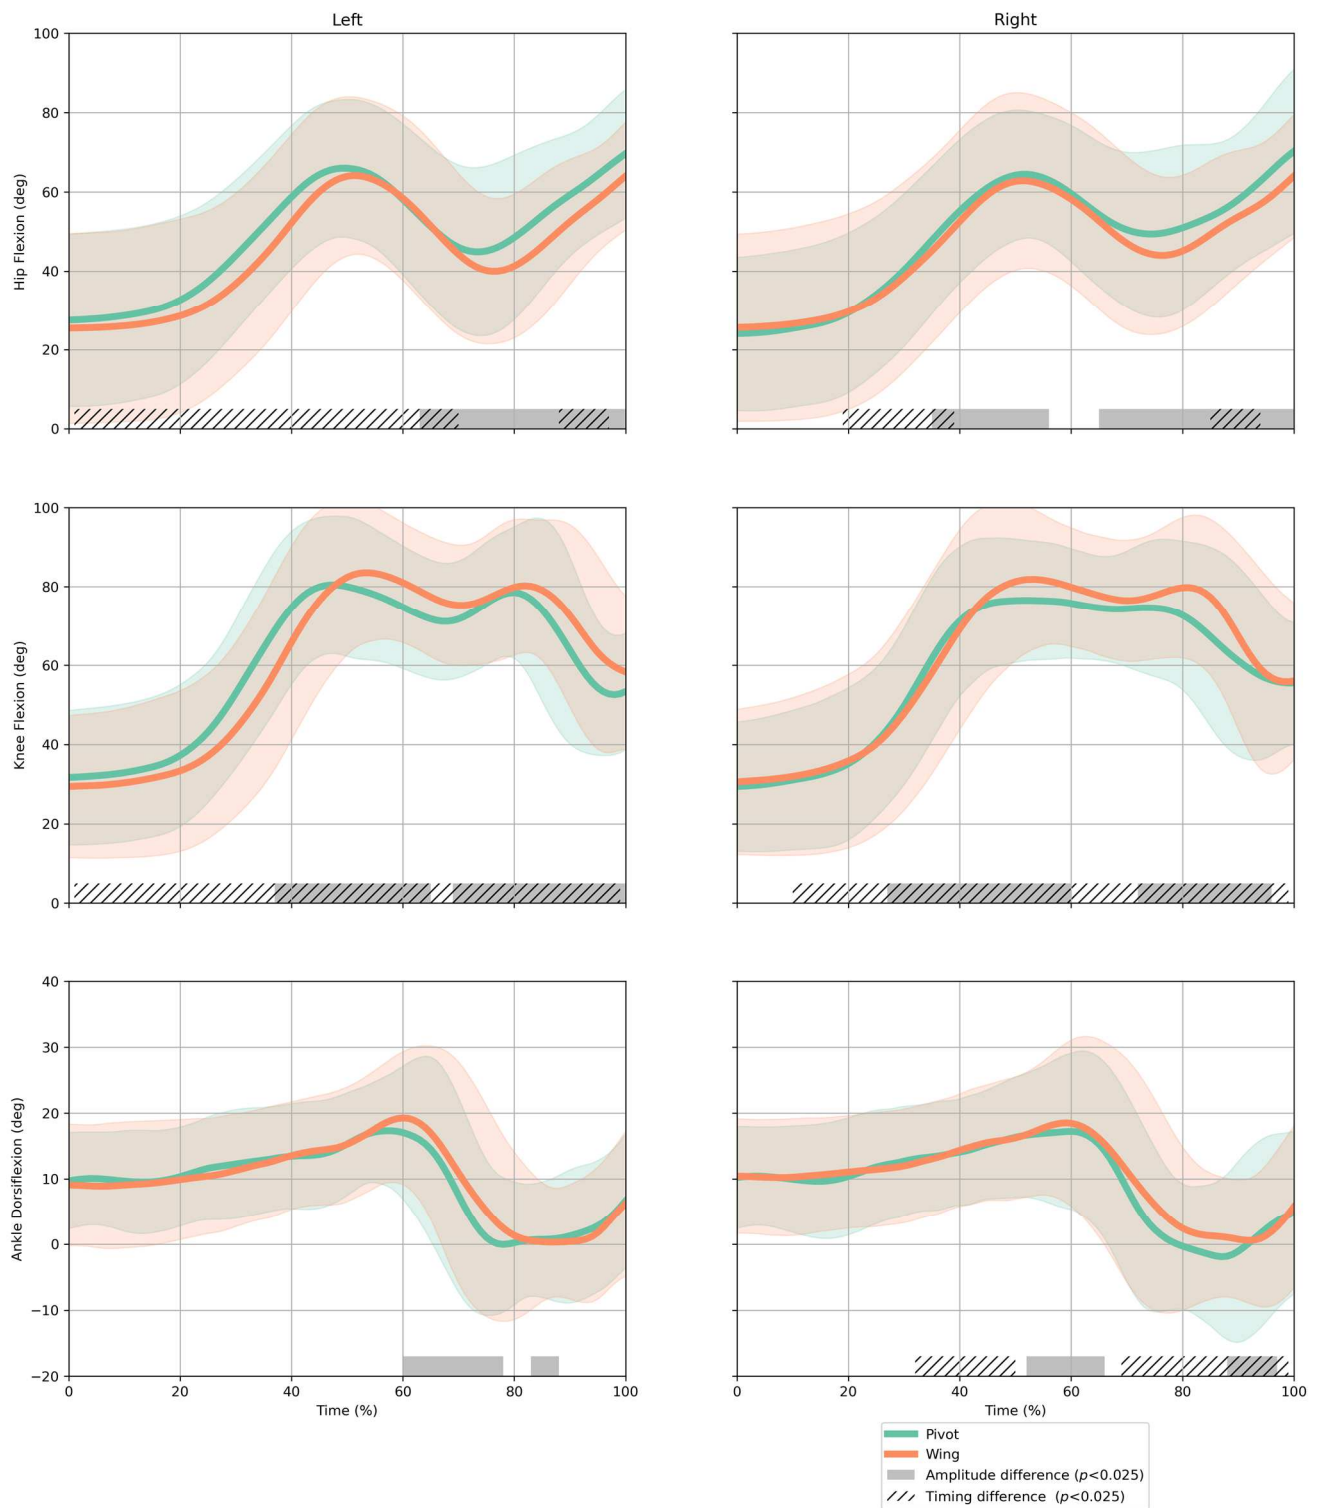 Left
Right
100
80
60
40
20
0
Hip Flexion (deg)
100
80
60
40
20
0
Knee Flexion (deg)
40
30
20
10
0
−10
−20
Ankle Dorsiflexion (deg)
0 20 40 60 80 100
Time (%)
0 20 40 60 80 100
Time (%)
Pivot
Wing
Amplitude difference (p<0.025)
Timing difference (p<0.025)